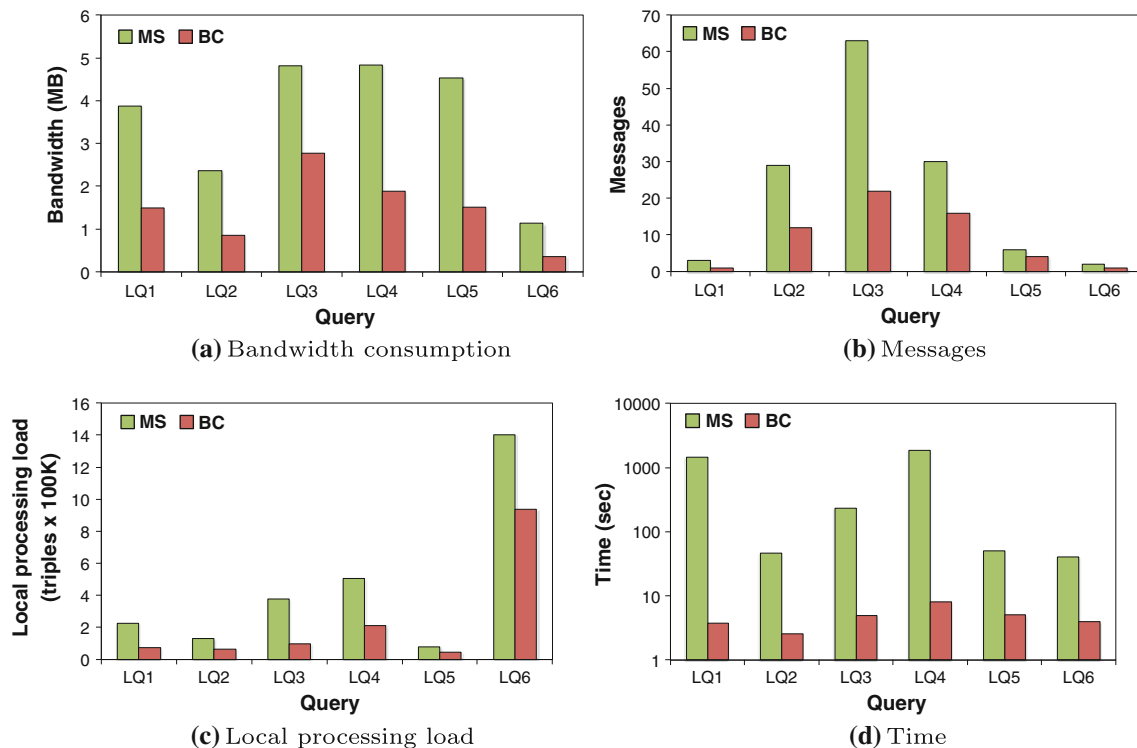 6
5
4
3
2
1
0
Bandwidth (MB)
MS BC
LQ1 LQ2 LQ3 LQ4 LQ5 LQ6
Query
(a) Bandwidth consumption
70
60
50
40
30
20
10
0
Messages
MS BC
LQ1 LQ2 LQ3 LQ4 LQ5 LQ6
Query
(b) Messages
16
14
12
10
8
6
4
2
0
Local processing load
(triples x 100K)
MS BC
LQ1 LQ2 LQ3 LQ4 LQ5 LQ6
Query
(c) Local processing load
10000
1000
100
10
1
Time (sec)
MS BC
LQ1 LQ2 LQ3 LQ4 LQ5 LQ6
Query
(d) Time